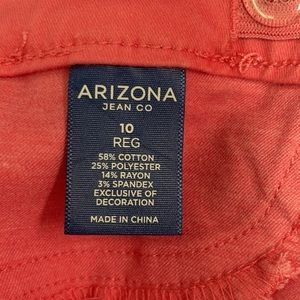 ARIZONA
JEAN CO
10
REG
58% COTTON
25% POLYESTER
14% RAYON
3% SPANDEX
EXCLUSIVE OF
DECORATION
MADE IN CHINA